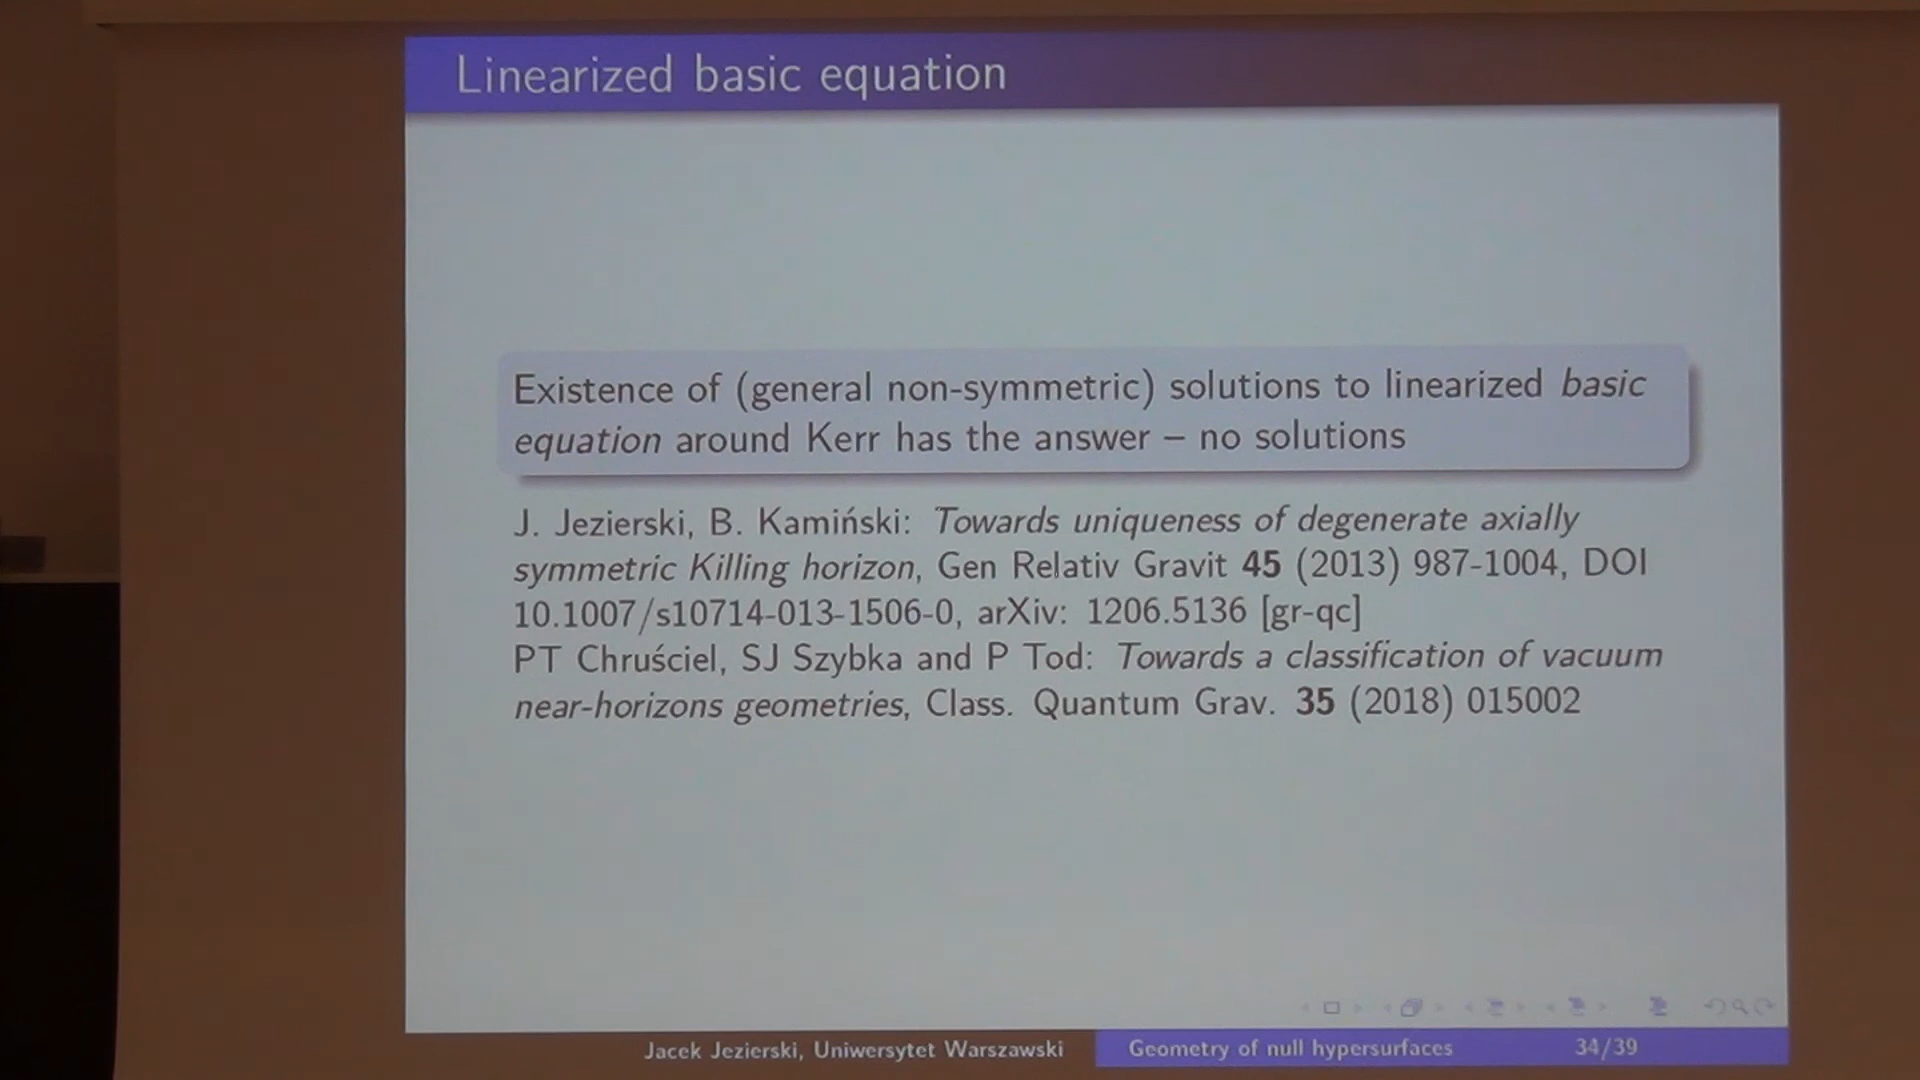 Linearized basic equation
Existence of (general non-symmetric) solutions to linearized basic
equation around Kerr has the answer – no solutions
J. Jezierski, B. Kamiński: Towards uniqueness of degenerate axially
symmetric Killing horizon, Gen Relativ Gravit 45 (2013) 987-1004, DOI
10.1007/s10714-013-1506-0, arXiv: 1206.5136 [gr-qc]
PT Chruściel, SJ Szybka and P Tod: Towards a classification of vacuum
near-horizons geometries, Class. Quantum Grav. 35 (2018) 015002
Jacek Jezierski, Uniwersytet Warszawski Geometry of null hypersurfaces 34/39